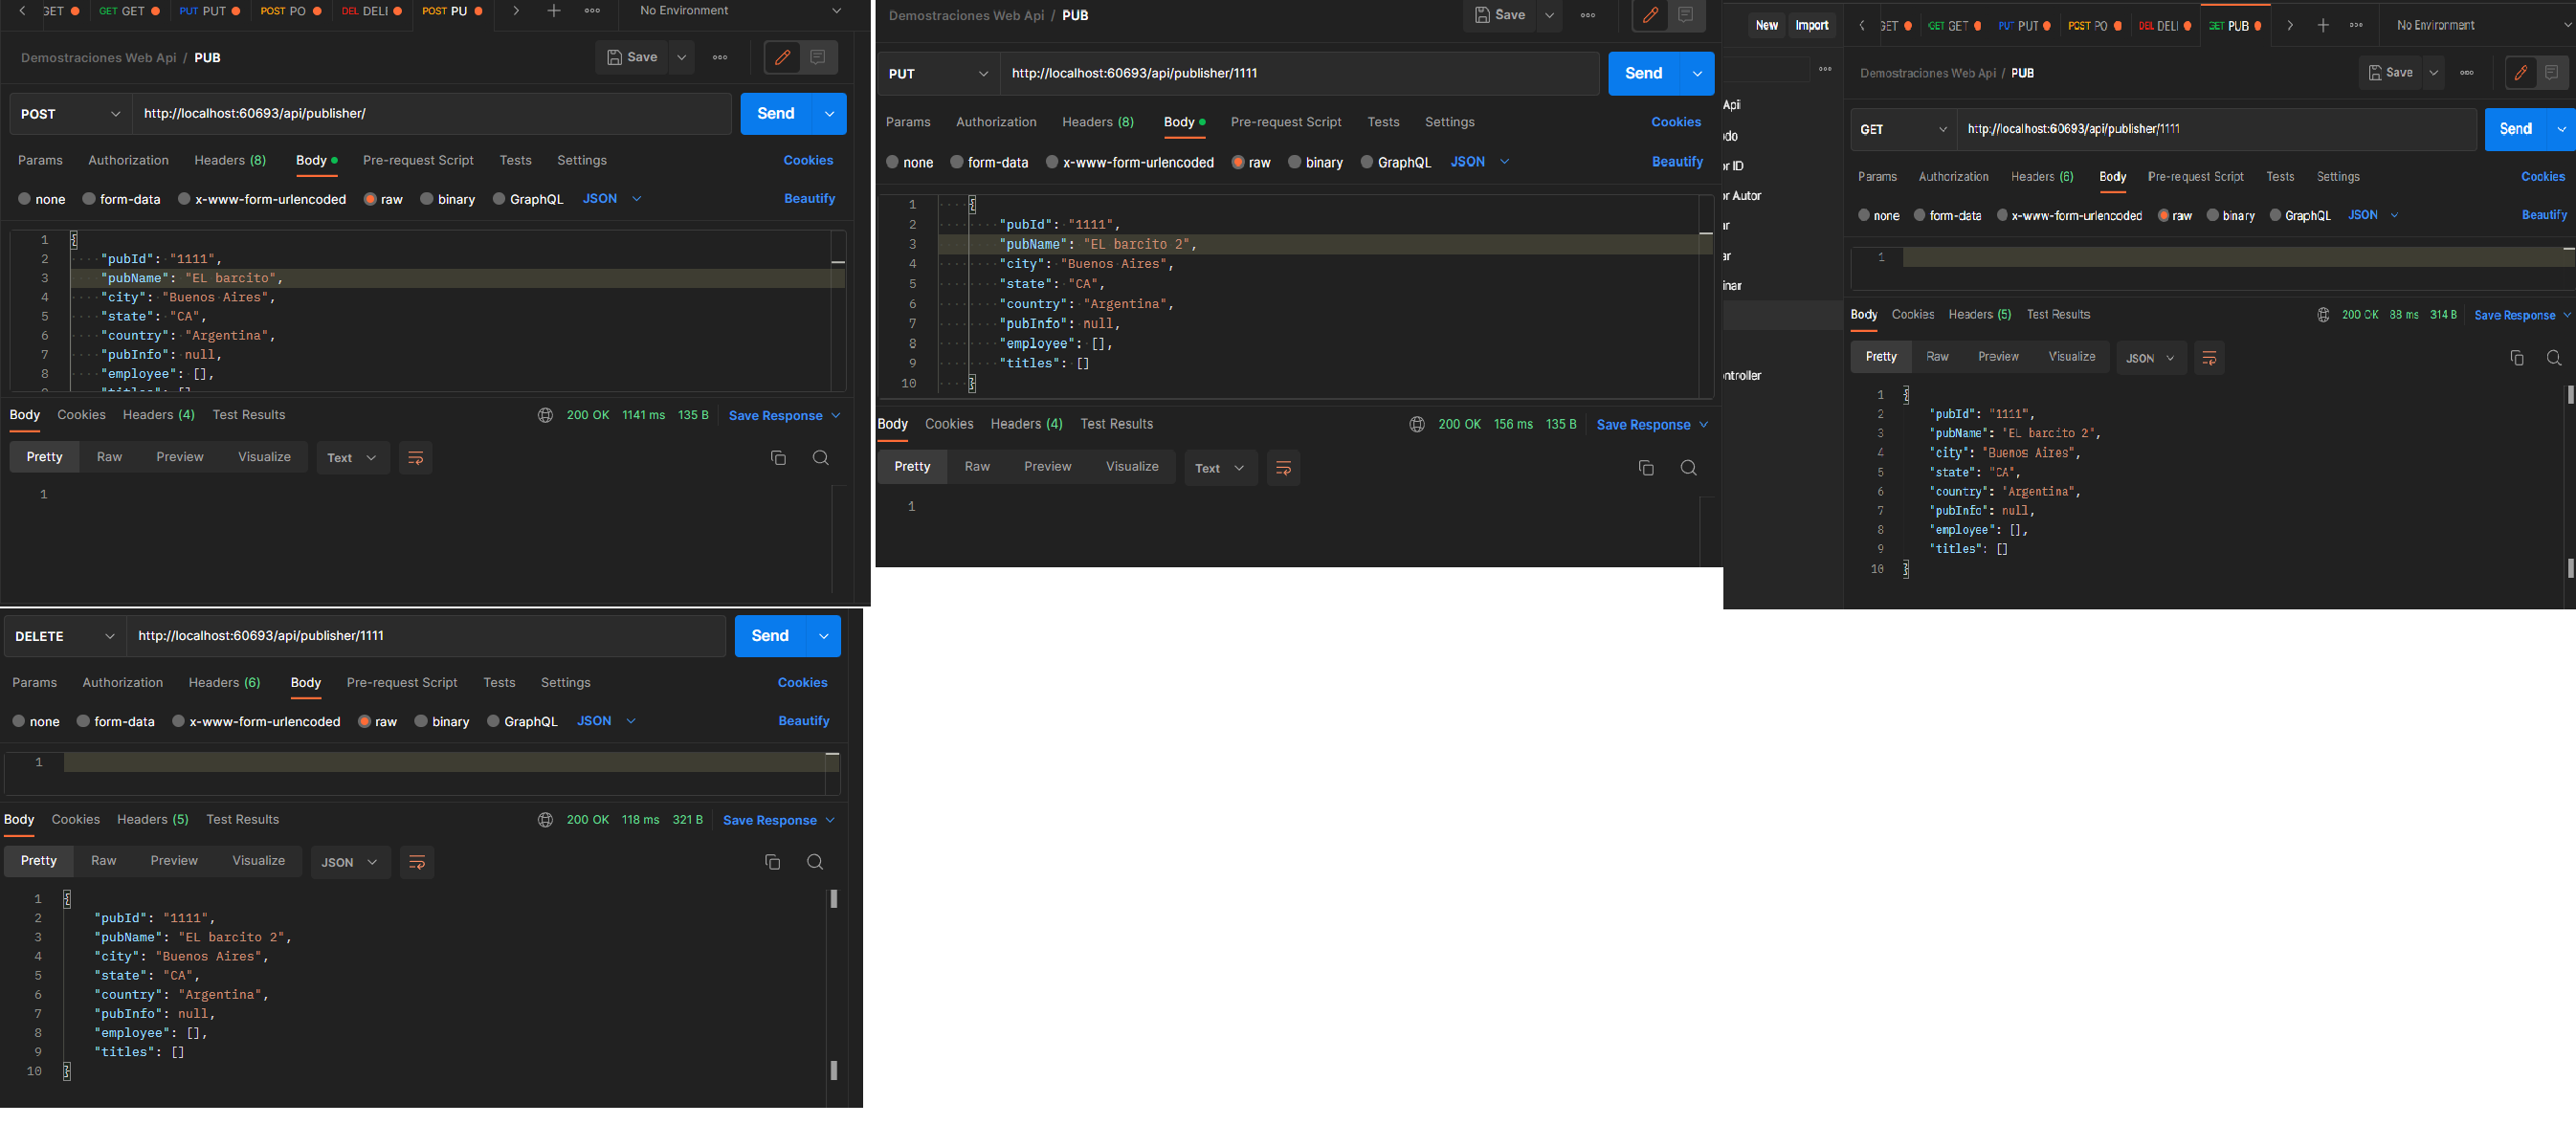 GET GET GET PUT PUT POST PO DEL DELI POST PU No Environment
Demostraciones Web Api / PUB Save
POST http://localhost:60693/api/publisher/ Send
Params Authorization Headers (8) Body Pre-request Script Tests Settings Cookies
none form-data x-www-form-urlencoded raw binary GraphQL JSON Beautify
1 {
2 "pubId": "1111",
3 "pubName": "EL barcito",
4 "city": "Buenos Aires",
5 "state": "CA",
6 "country": "Argentina",
7 "pubInfo": null,
8 "employee": [],
9 "titles": []
Body Cookies Headers (4) Test Results 200 OK 1141 ms 135 B Save Response
Pretty Raw Preview Visualize Text
1
Demostraciones Web Api / PUB Save
PUT http://localhost:60693/api/publisher/1111 Send
Params Authorization Headers (8) Body Pre-request Script Tests Settings Cookies
none form-data x-www-form-urlencoded raw binary GraphQL JSON Beautify
1 {
2 "pubId": "1111",
3 "pubName": "EL barcito 2",
4 "city": "Buenos Aires",
5 "state": "CA",
6 "country": "Argentina",
7 "pubInfo": null,
8 "employee": [],
9 "titles": []
10 }
Body Cookies Headers (4) Test Results 200 OK 156 ms 135 B Save Response
Pretty Raw Preview Visualize Text
1
New Import
Api
do
or ID
or Autor
ar
ar
inar
ntroller
GET GET GET PUT PUT POST PO DEL DELI GET PUB No Environment
Demostraciones Web Api / PUB Save
GET http://localhost:60693/api/publisher/1111 Send
Params Authorization Headers (6) Body Pre-request Script Tests Settings Cookies
none form-data x-www-form-urlencoded raw binary GraphQL JSON Beautify
1
Body Cookies Headers (5) Test Results 200 OK 88 ms 314 B Save Response
Pretty Raw Preview Visualize JSON
1 {
2 "pubId": "1111",
3 "pubName": "EL barcito 2",
4 "city": "Buenos Aires",
5 "state": "CA",
6 "country": "Argentina",
7 "pubInfo": null,
8 "employee": [],
9 "titles": []
10 }
DELETE http://localhost:60693/api/publisher/1111 Send
Params Authorization Headers (6) Body Pre-request Script Tests Settings Cookies
none form-data x-www-form-urlencoded raw binary GraphQL JSON Beautify
1
Body Cookies Headers (5) Test Results 200 OK 118 ms 321 B Save Response
Pretty Raw Preview Visualize JSON
1 {
2 "pubId": "1111",
3 "pubName": "EL barcito 2",
4 "city": "Buenos Aires",
5 "state": "CA",
6 "country": "Argentina",
7 "pubInfo": null,
8 "employee": [],
9 "titles": []
10 }